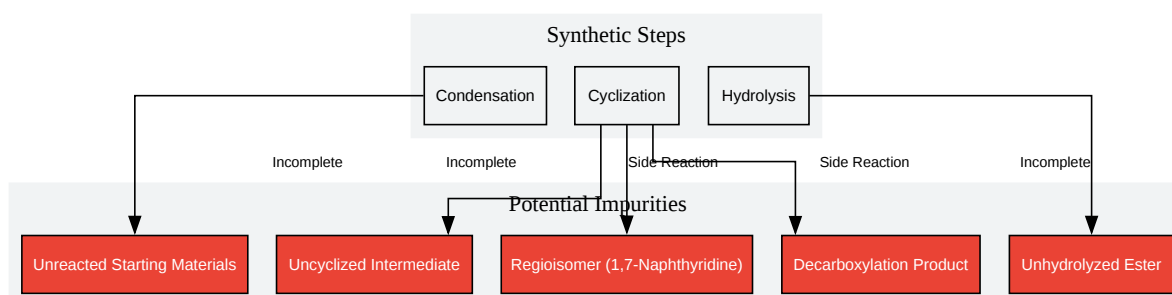 Synthetic Steps
Condensation
Cyclization
Hydrolysis
Incomplete
Incomplete
Side Reaction
Side Reaction
Incomplete
Potential Impurities
Unreacted Starting Materials
Uncyclized Intermediate
Regioisomer (1,7-Naphthyridine)
Decarboxylation Product
Unhydrolyzed Ester